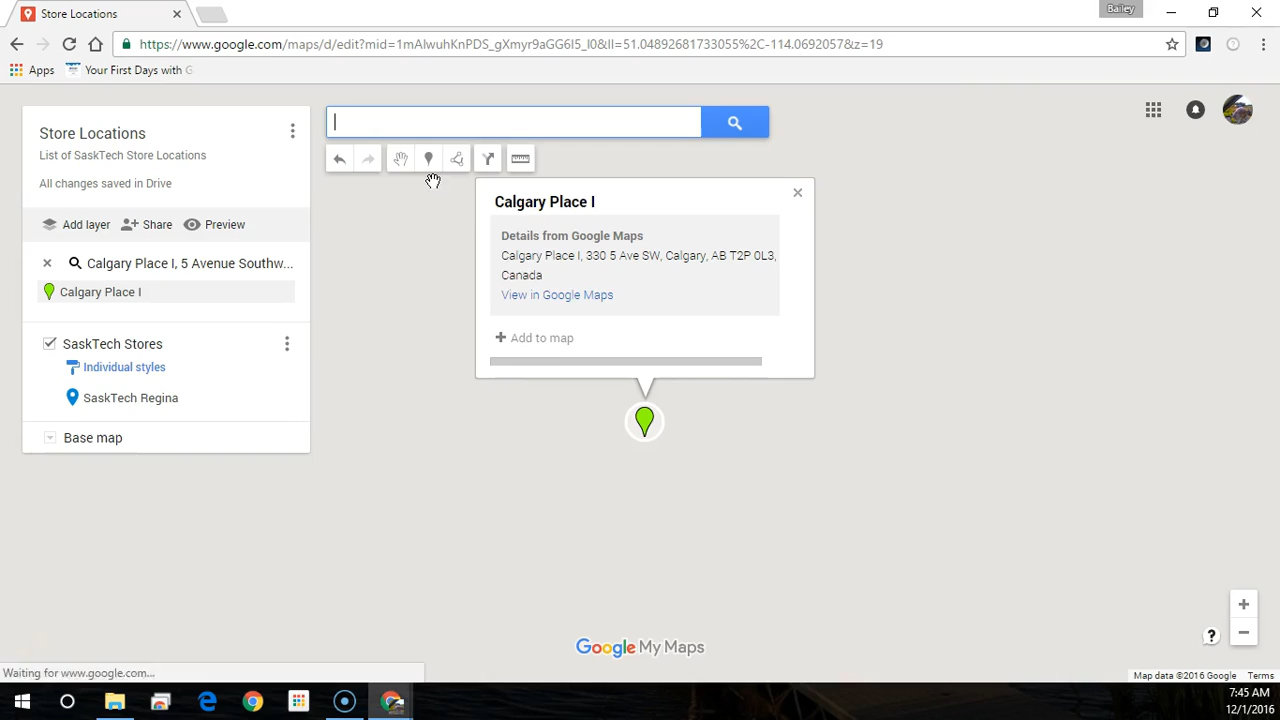 Store Locations
Bailey
https://www.google.com/maps/d/edit?mid=1mAlwuhKnPDS_gXmyr9aGG6I5_I0&ll=51.04892681733055%2C-114.0692057&z=19
Apps
Your First Days with G
Store Locations
List of SaskTech Store Locations
All changes saved in Drive
Add layer
Share
Preview
Calgary Place I, 5 Avenue Southw...
Calgary Place I
SaskTech Stores
Individual styles
SaskTech Regina
Base map
Calgary Place I
Details from Google Maps
Calgary Place I, 330 5 Ave SW, Calgary, AB T2P 0L3,
Canada
View in Google Maps
Add to map
Google My Maps
Waiting for www.google.com...
Map data ©2016 Google
Terms
7:45 AM
12/1/2016